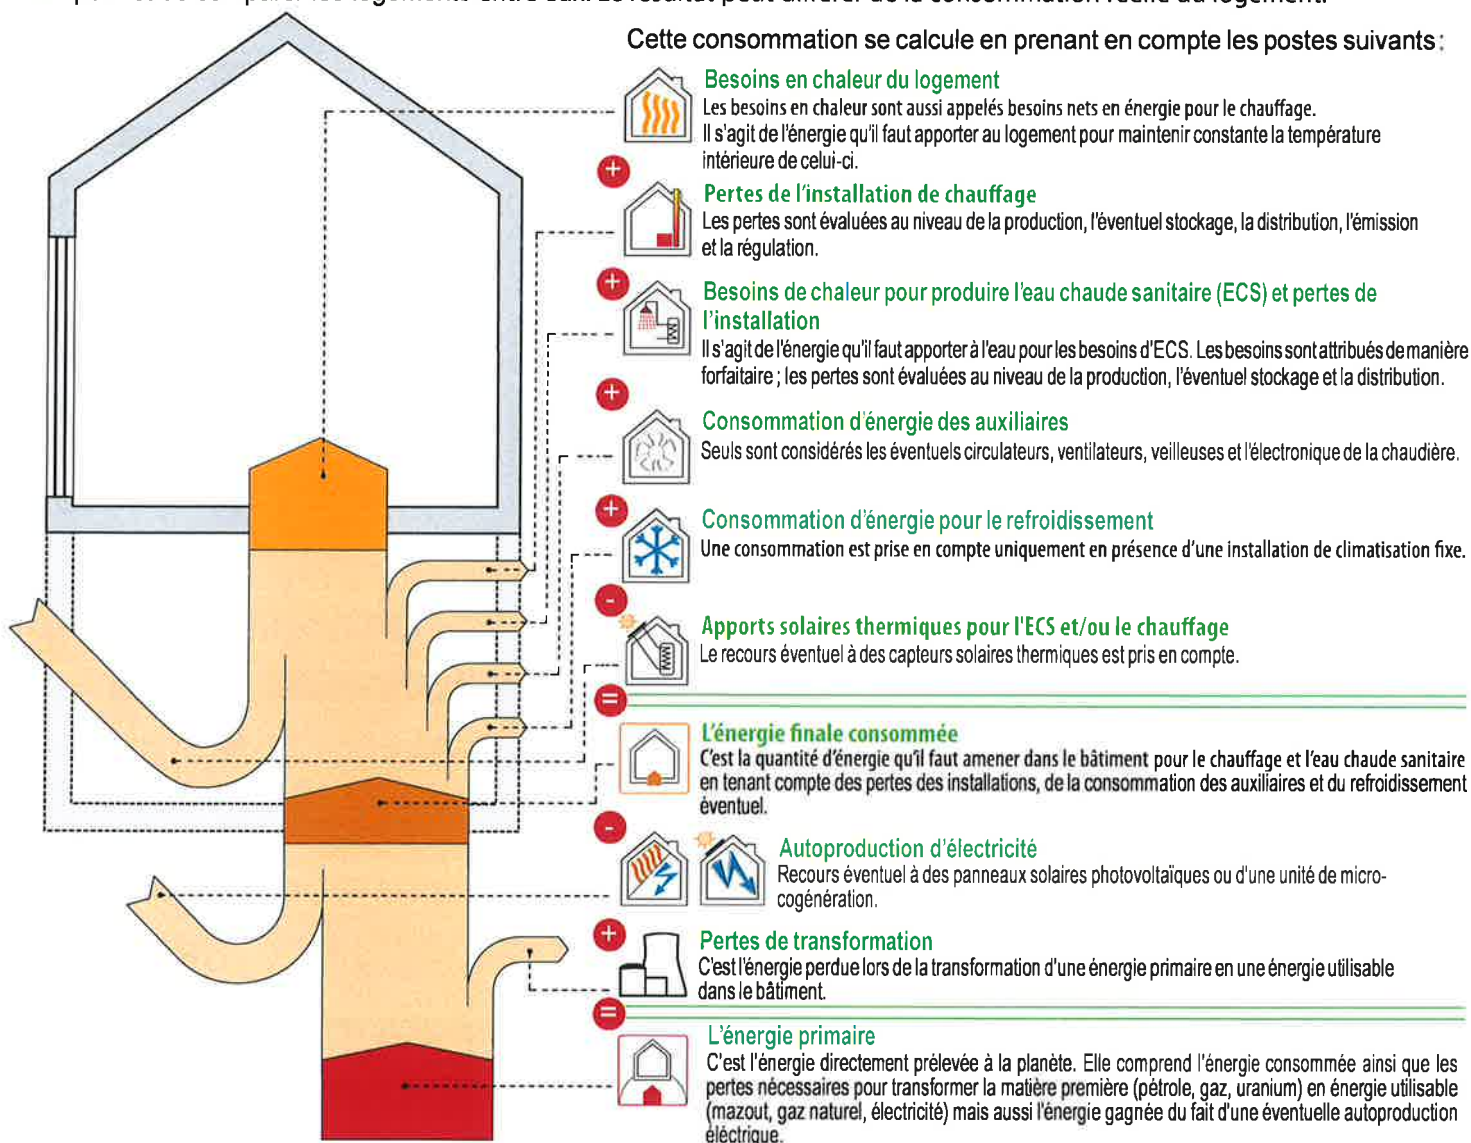 Cette consommation se calcule en prenant en compte les postes suivants :
Besoins en chaleur du logement
Les besoins en chaleur sont aussi appelés besoins nets en énergie pour le chauffage.
Il s'agit de l'énergie qu'il faut apporter au logement pour maintenir constante la température
intérieure de celui-ci.
+
Pertes de l'installation de chauffage
Les pertes sont évaluées au niveau de la production, l'éventuel stockage, la distribution, l'émission
et la régulation.
+
Besoins de chaleur pour produire l'eau chaude sanitaire (ECS) et pertes de
l'installation
Il s'agit de l'énergie qu'il faut apporter à l'eau pour les besoins d'ECS. Les besoins sont attribués de manière
forfaitaire ; les pertes sont évaluées au niveau de la production, l'éventuel stockage et la distribution.
+
Consommation d'énergie des auxiliaires
Seuls sont considérés les éventuels circulateurs, ventilateurs, veilleuses et l'électronique de la chaudière.
+
Consommation d'énergie pour le refroidissement
Une consommation est prise en compte uniquement en présence d'une installation de climatisation fixe.
-
Apports solaires thermiques pour l'ECS et/ou le chauffage
Le recours éventuel à des capteurs solaires thermiques est pris en compte.
=
L'énergie finale consommée
C'est la quantité d'énergie qu'il faut amener dans le bâtiment pour le chauffage et l'eau chaude sanitaire
en tenant compte des pertes des installations, de la consommation des auxiliaires et du refroidissement
éventuel.
-
Autoproduction d'électricité
Recours éventuel à des panneaux solaires photovoltaïques ou d'une unité de micro-
cogénération.
+
Pertes de transformation
C'est l'énergie perdue lors de la transformation d'une énergie primaire en une énergie utilisable
dans le bâtiment.
=
L'énergie primaire
C'est l'énergie directement prélevée à la planète. Elle comprend l'énergie consommée ainsi que les
pertes nécessaires pour transformer la matière première (pétrole, gaz, uranium) en énergie utilisable
(mazout, gaz naturel, électricité) mais aussi l'énergie gagnée du fait d'une éventuelle autoproduction
éléctrique.